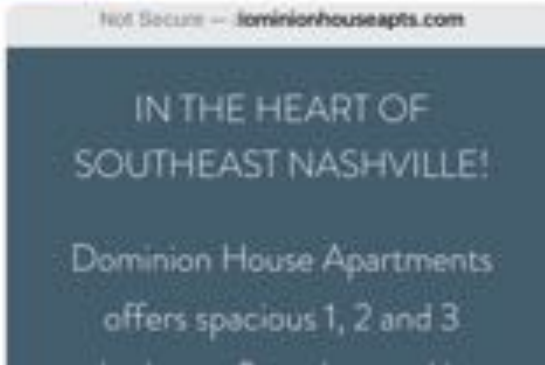 Not Secure — dominionhouseapts.com
IN THE HEART OF
SOUTHEAST NASHVILLE!
Dominion House Apartments
offers spacious 1, 2 and 3